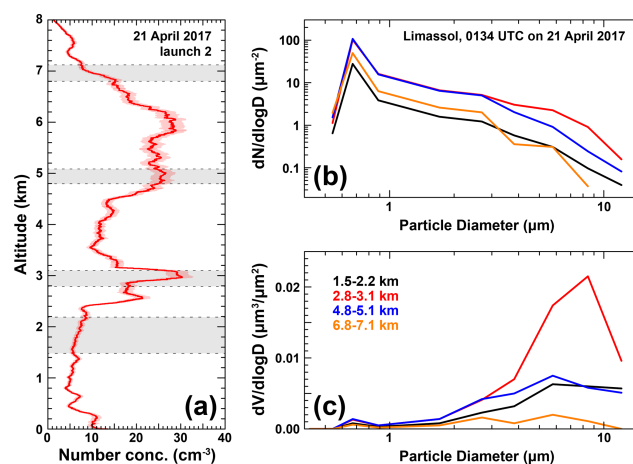 21 April 2017
launch 2
8
7
6
5
4
3
2
1
0
Altitude (km)
0 10 20 30 40
Number conc. (cm-3)
(a)
Limassol, 0134 UTC on 21 April 2017
100
10
1
0.1
dN/dlogD (μm-2)
1 10
Particle Diameter (μm)
(b)
1.5-2.2 km
2.8-3.1 km
4.8-5.1 km
6.8-7.1 km
0.02
0.01
0.00
dV/dlogD (μm3/μm2)
1 10
Particle Diameter (μm)
(c)